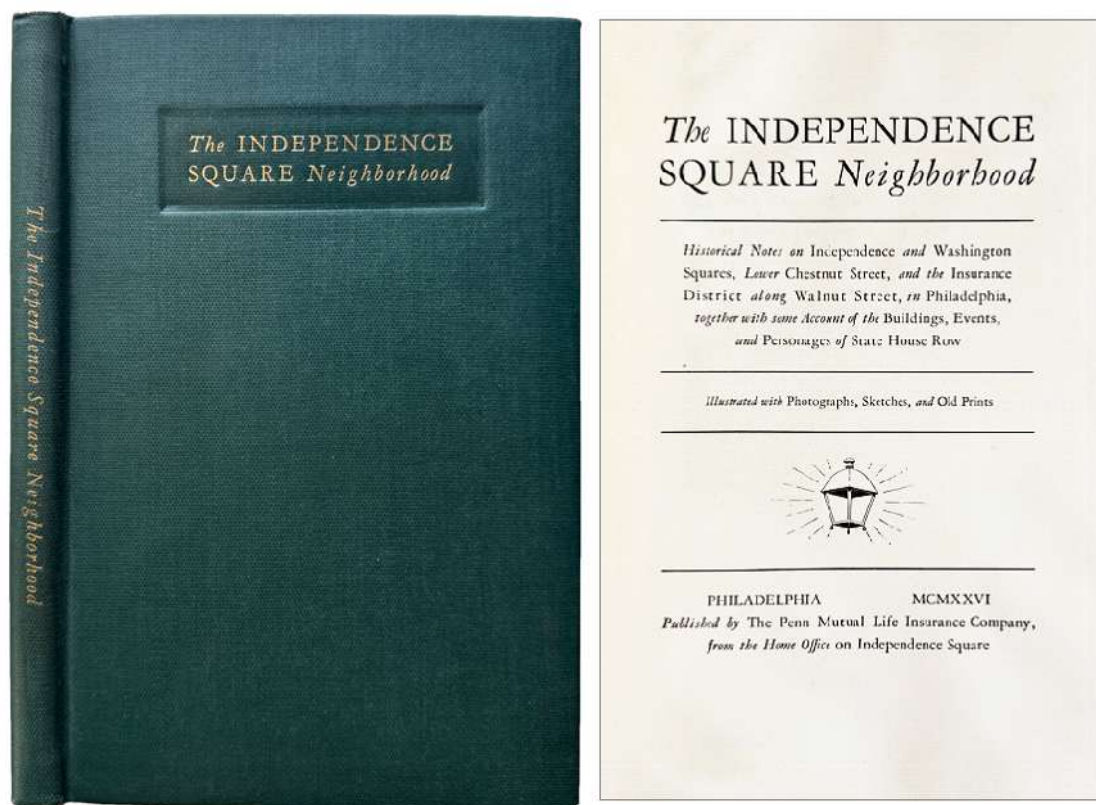 The INDEPENDENCE
SQUARE Neighborhood
The Independence Square Neighborhood
The INDEPENDENCE
SQUARE Neighborhood
Historical Notes on Independence and Washington
Squares, Lower Chestnut Street, and the Insurance
District along Walnut Street, in Philadelphia,
together with some Account of the Buildings, Events,
and Personages of State House Row
Illustrated with Photographs, Sketches, and Old Prints
PHILADELPHIA MCMXXVI
Published by The Penn Mutual Life Insurance Company,
from the Home Office on Independence Square